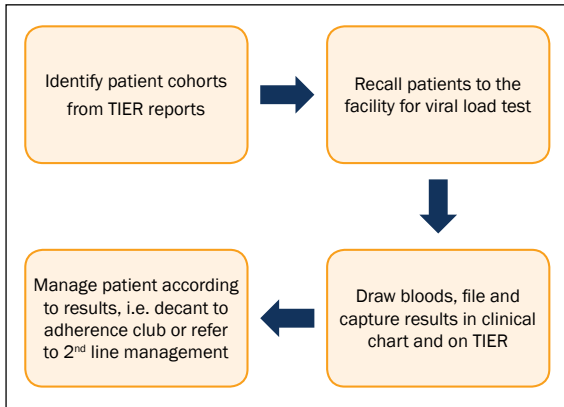 Identify patient cohorts
from TIER reports
Recall patients to the
facility for viral load test
Draw bloods, file and
capture results in clinical
chart and on TIER
Manage patient according
to results, i.e. decant to
adherence club or refer
to 2nd line management